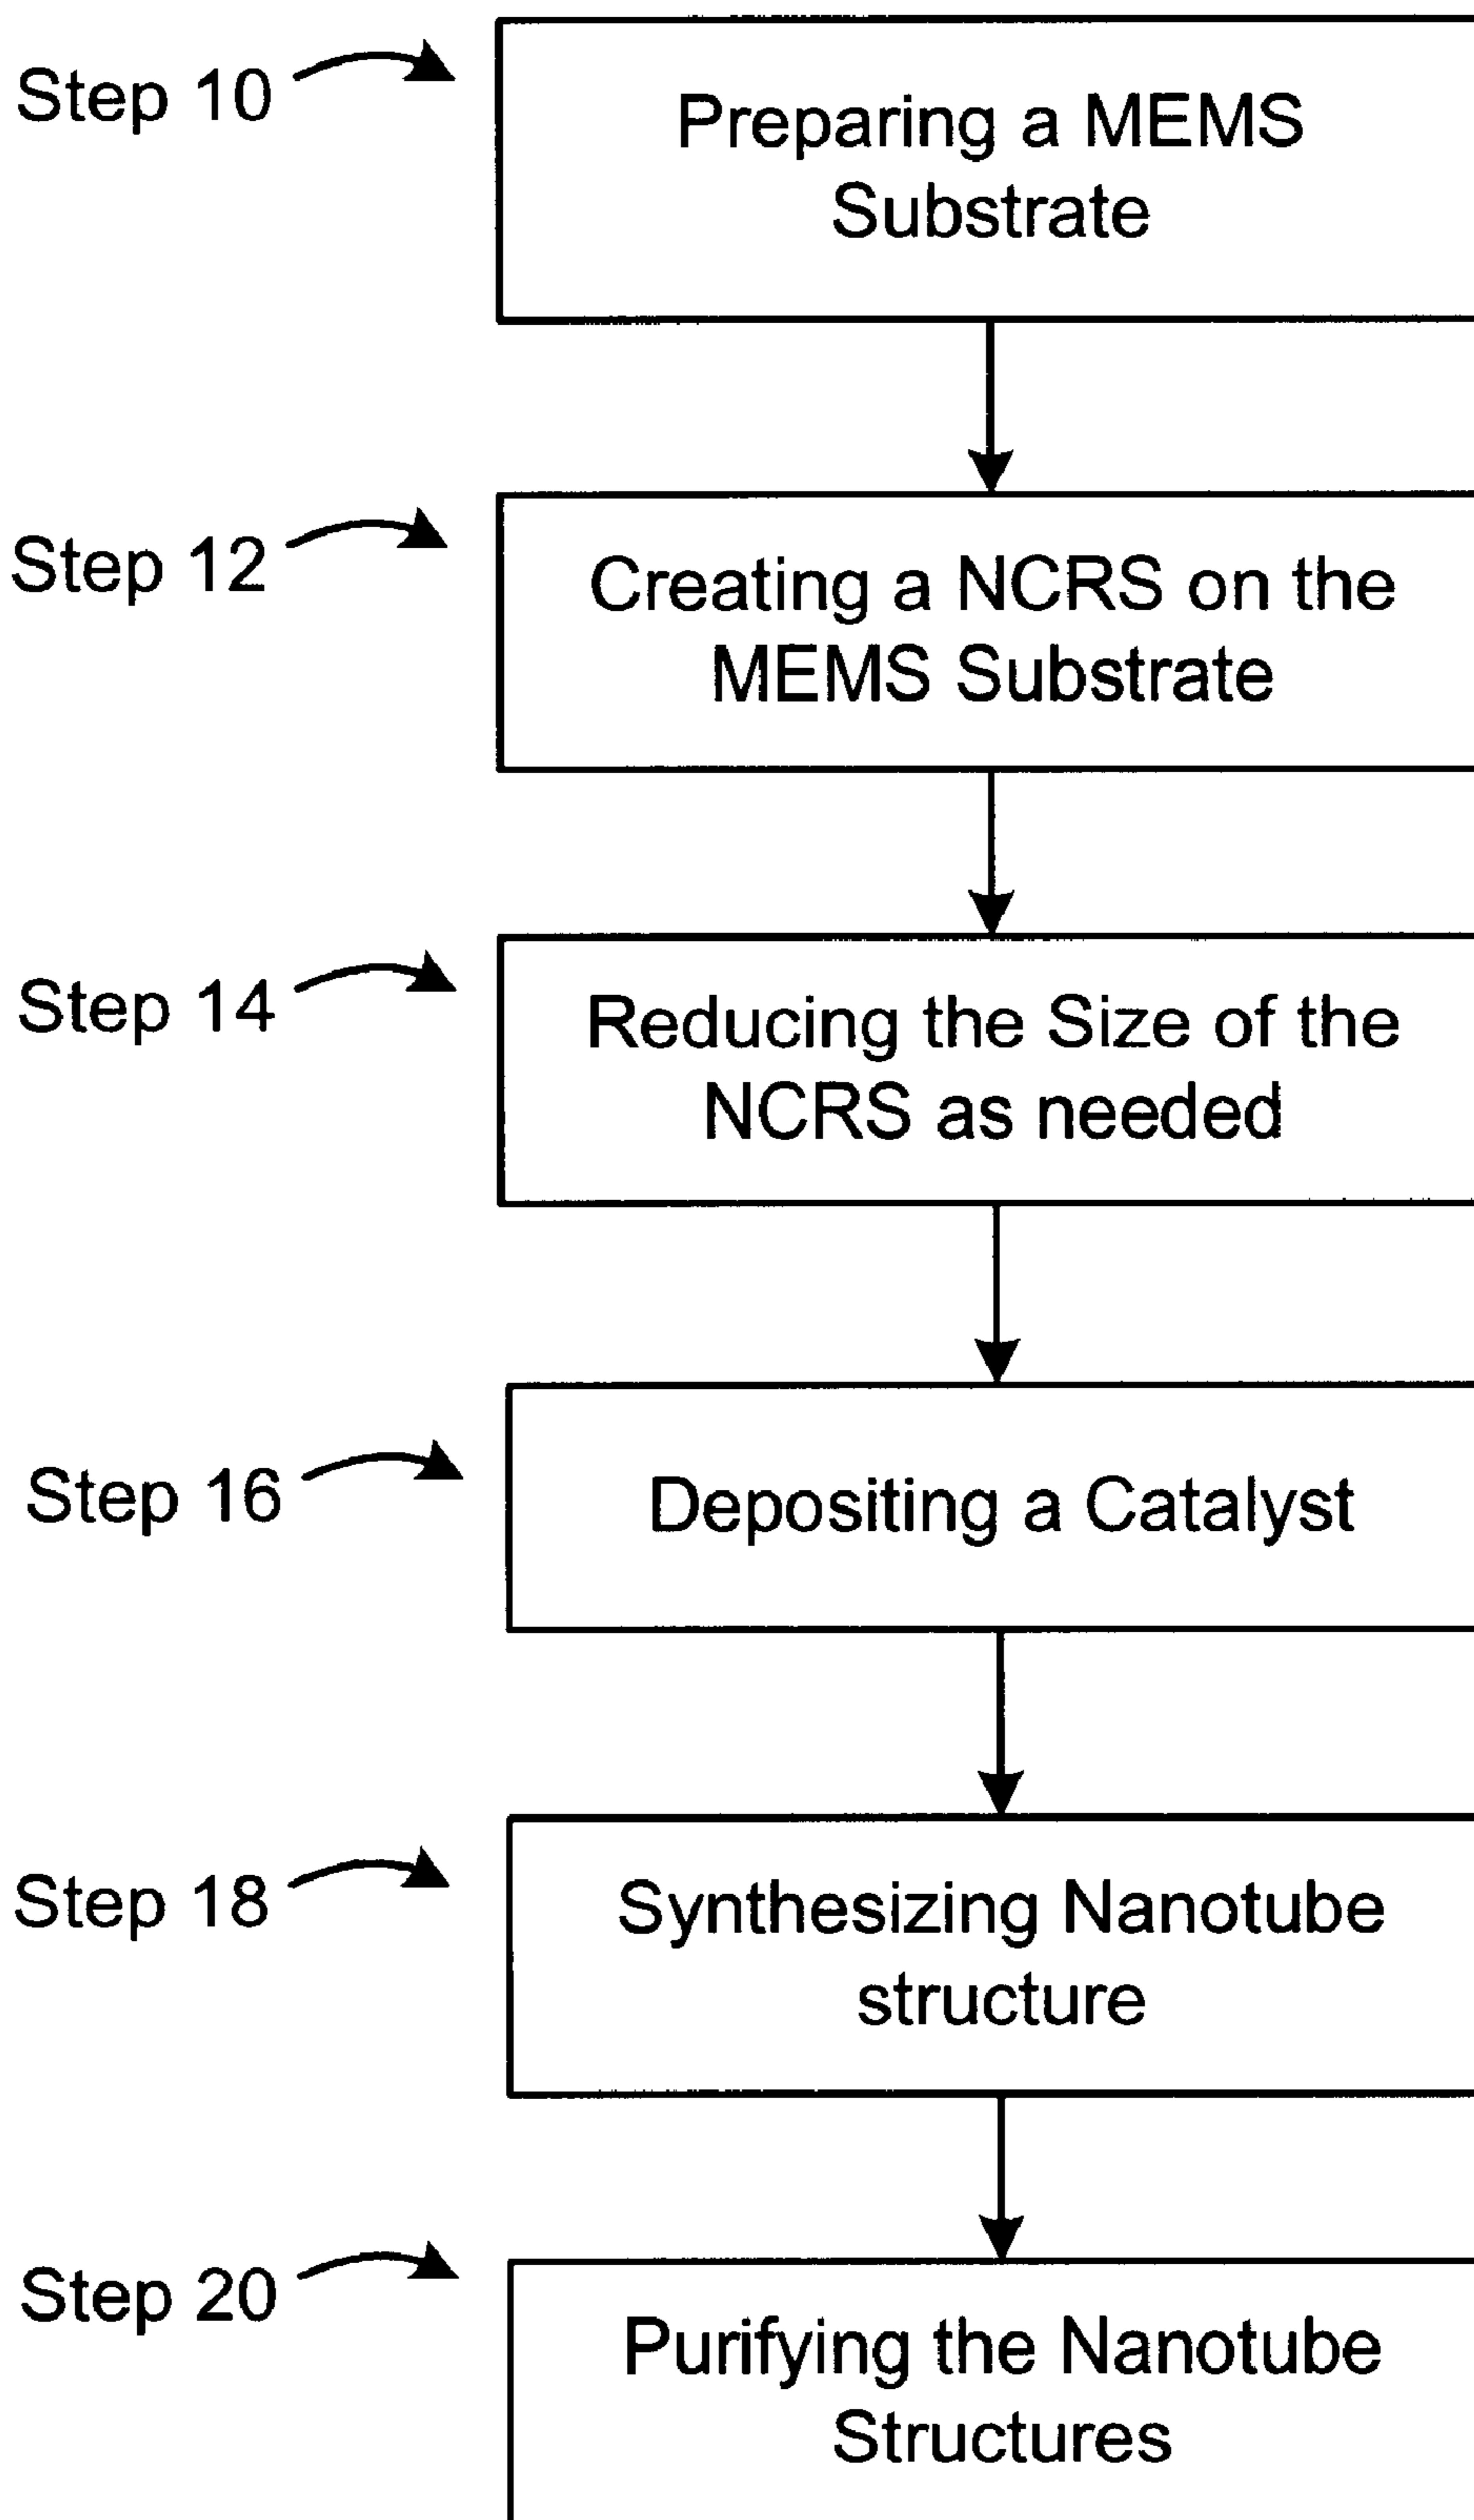 Step 10
Preparing a MEMS
Substrate
Step 12
Creating a NCRS on the
MEMS Substrate
Step 14
Reducing the Size of the
NCRS as needed
Step 16
Depositing a Catalyst
Step 18
Synthesizing Nanotube
structure
Step 20
Purifying the Nanotube
Structures